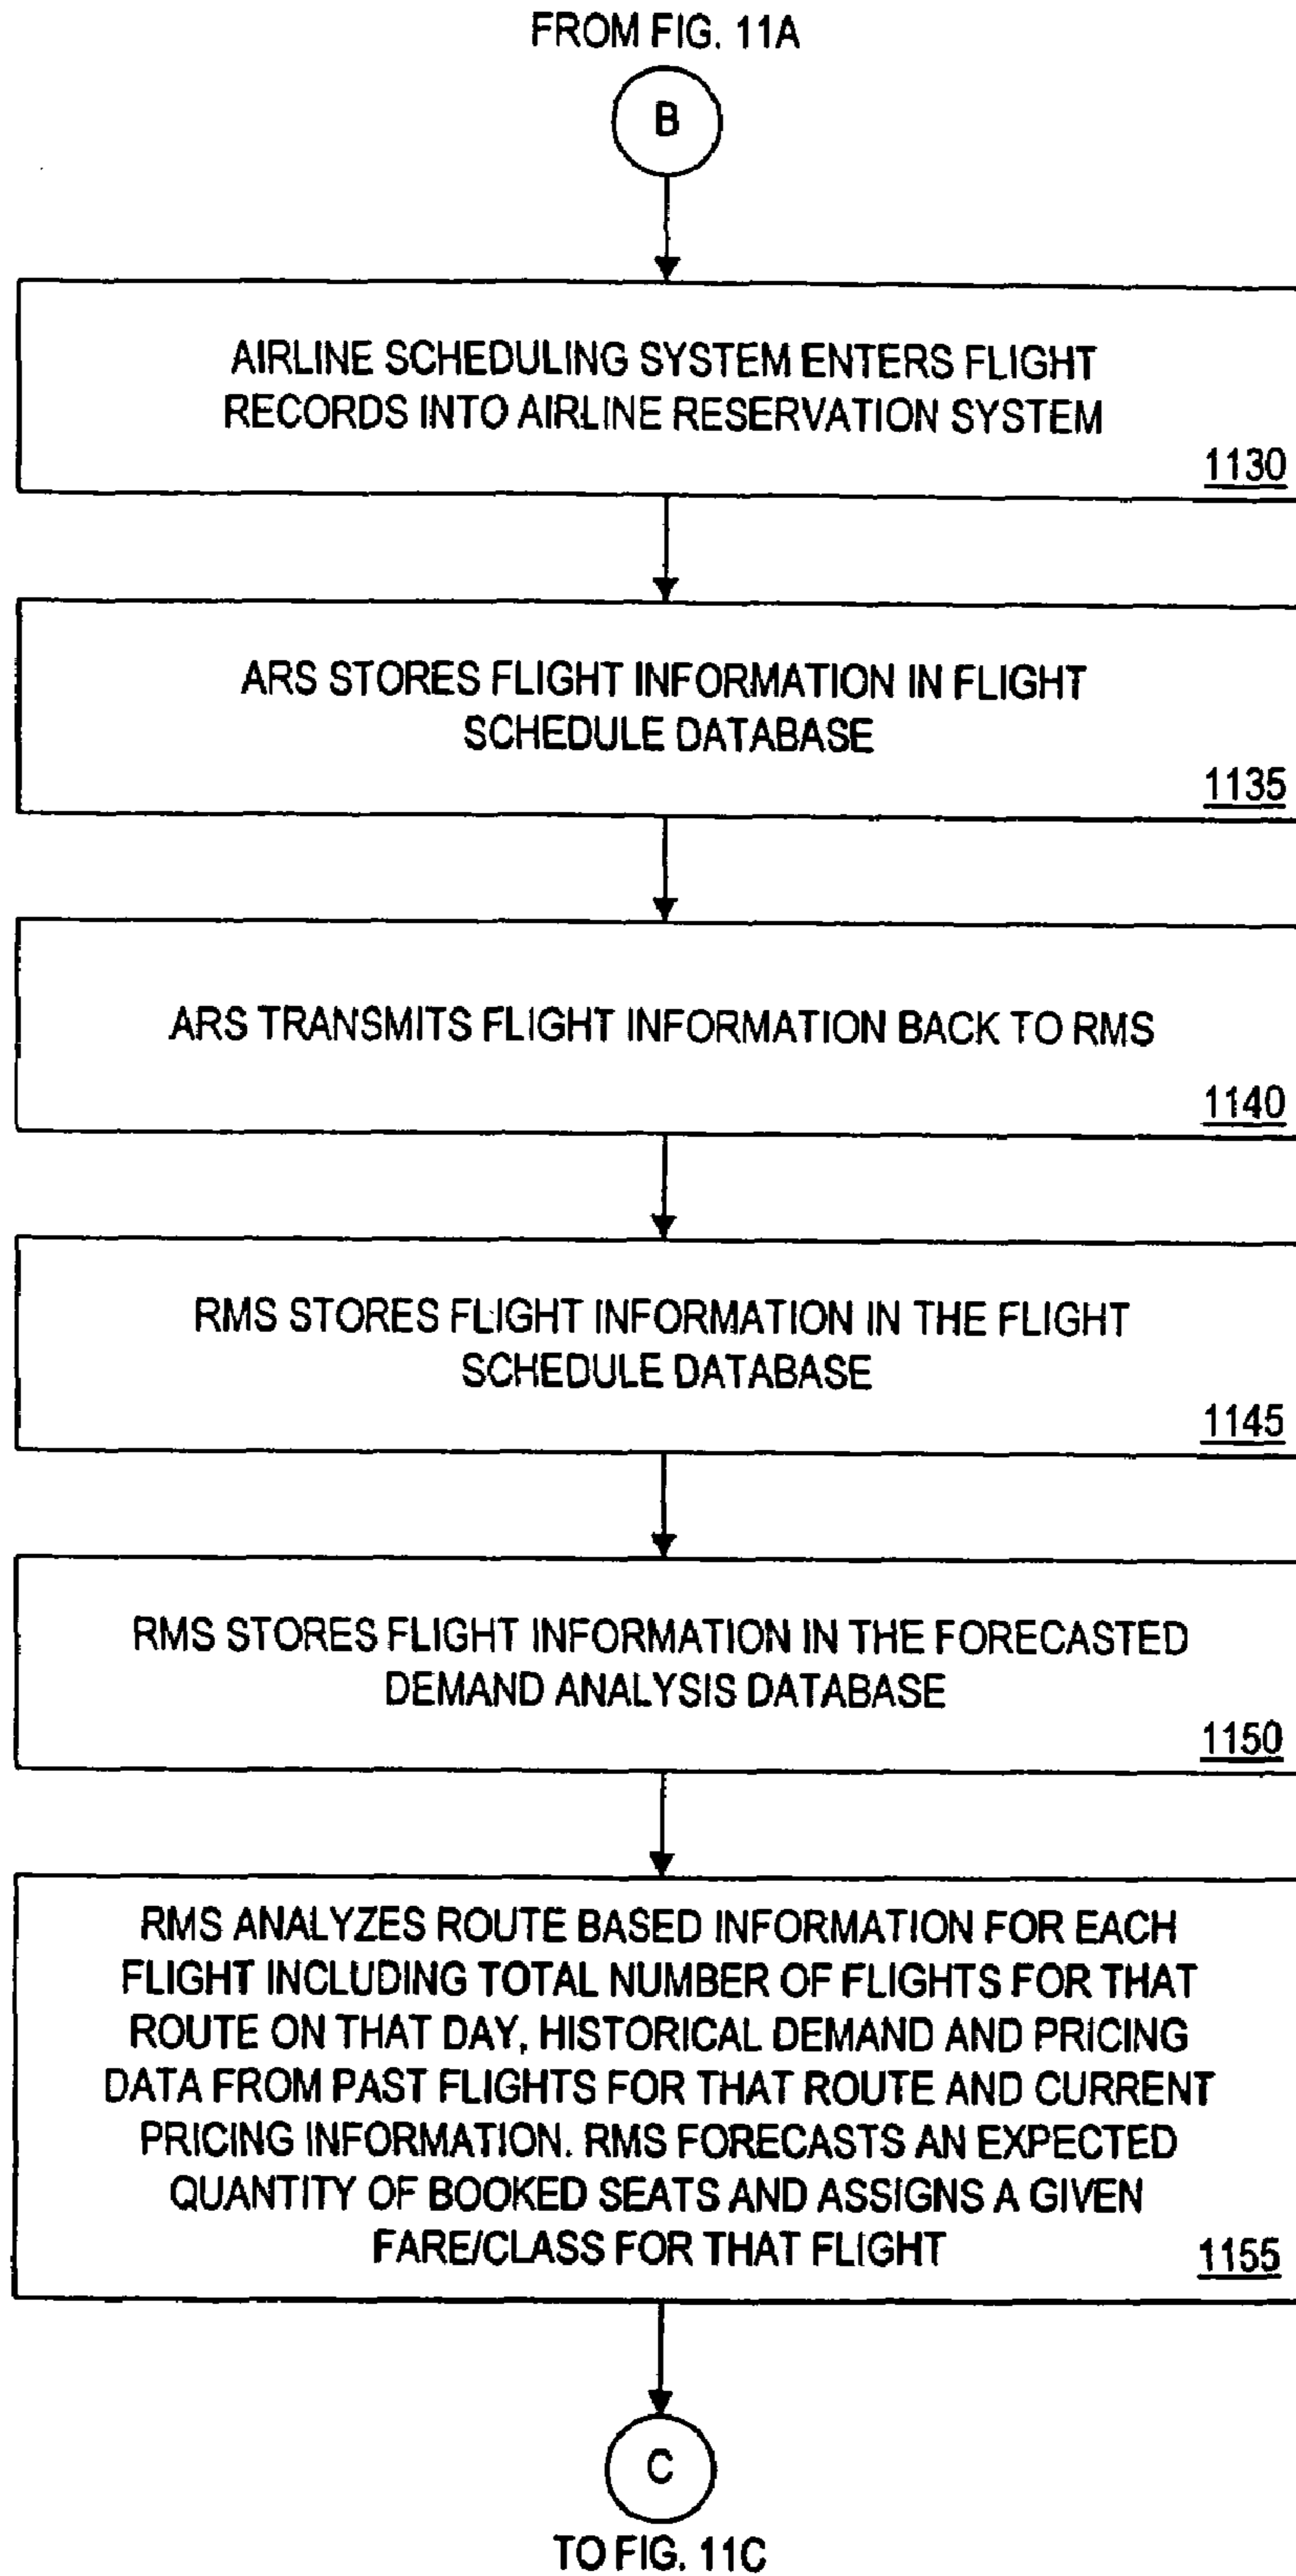 FROM FIG. 11A
B
AIRLINE SCHEDULING SYSTEM ENTERS FLIGHT
RECORDS INTO AIRLINE RESERVATION SYSTEM
1130
ARS STORES FLIGHT INFORMATION IN FLIGHT
SCHEDULE DATABASE
1135
ARS TRANSMITS FLIGHT INFORMATION BACK TO RMS
1140
RMS STORES FLIGHT INFORMATION IN THE FLIGHT
SCHEDULE DATABASE
1145
RMS STORES FLIGHT INFORMATION IN THE FORECASTED
DEMAND ANALYSIS DATABASE
1150
RMS ANALYZES ROUTE BASED INFORMATION FOR EACH
FLIGHT INCLUDING TOTAL NUMBER OF FLIGHTS FOR THAT
ROUTE ON THAT DAY, HISTORICAL DEMAND AND PRICING
DATA FROM PAST FLIGHTS FOR THAT ROUTE AND CURRENT
PRICING INFORMATION. RMS FORECASTS AN EXPECTED
QUANTITY OF BOOKED SEATS AND ASSIGNS A GIVEN
FARE/CLASS FOR THAT FLIGHT
1155
C
TO FIG. 11C